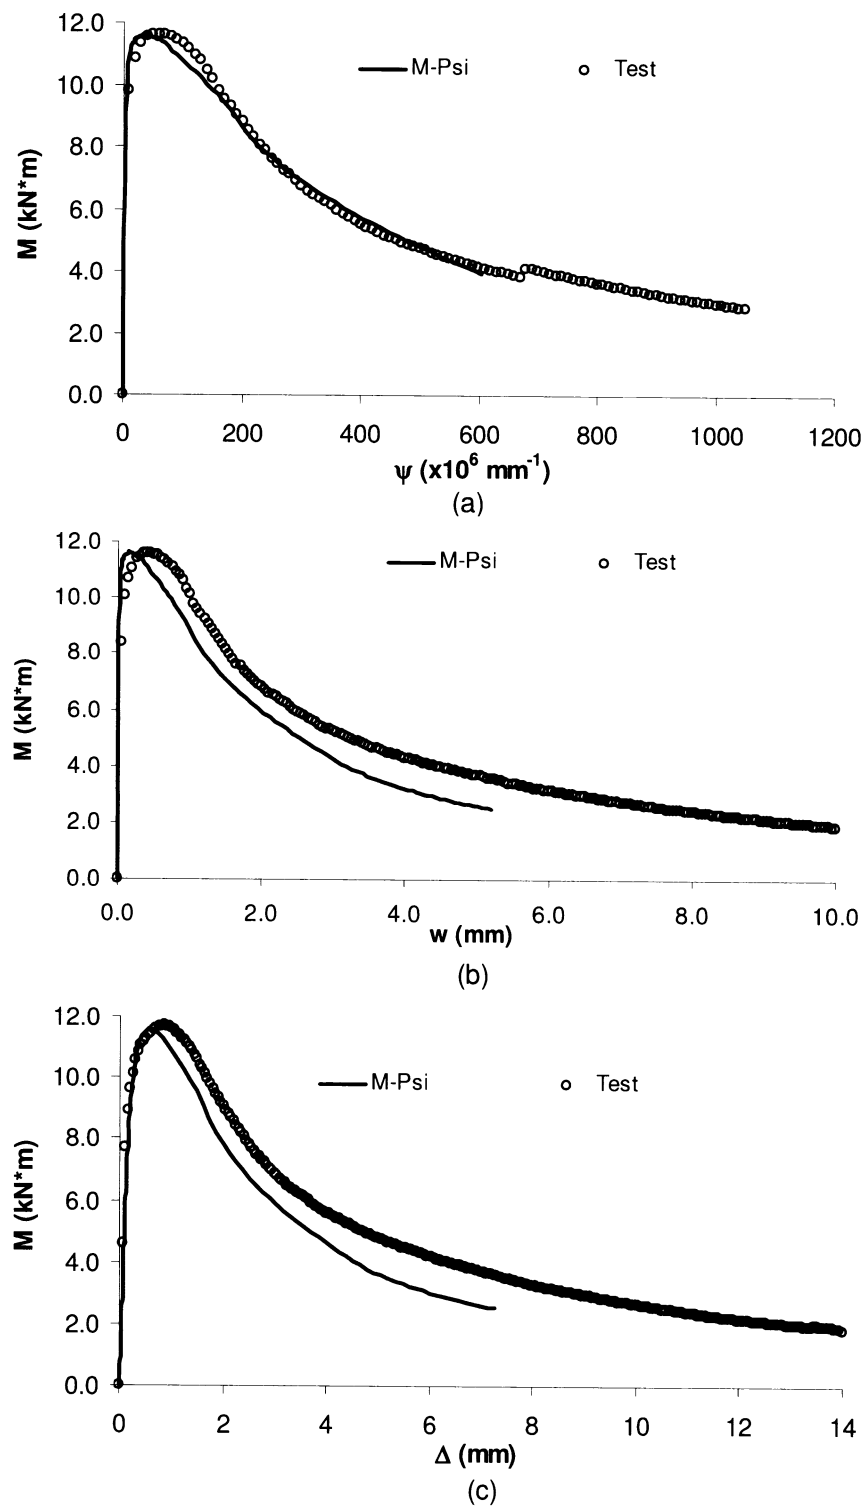 12.0
M-Psi Test
10.0
8.0
M (kN*m)
6.0
4.0
2.0
0.0
0 200 400 600 800 1000 1200
ψ (x10⁶ mm⁻¹)
(a)
12.0
M-Psi Test
10.0
8.0
M (kN*m)
6.0
4.0
2.0
0.0
0.0 2.0 4.0 6.0 8.0 10.0
w (mm)
(b)
12.0
M-Psi Test
10.0
8.0
M (kN*m)
6.0
4.0
2.0
0.0
0 2 4 6 8 10 12 14
Δ (mm)
(c)